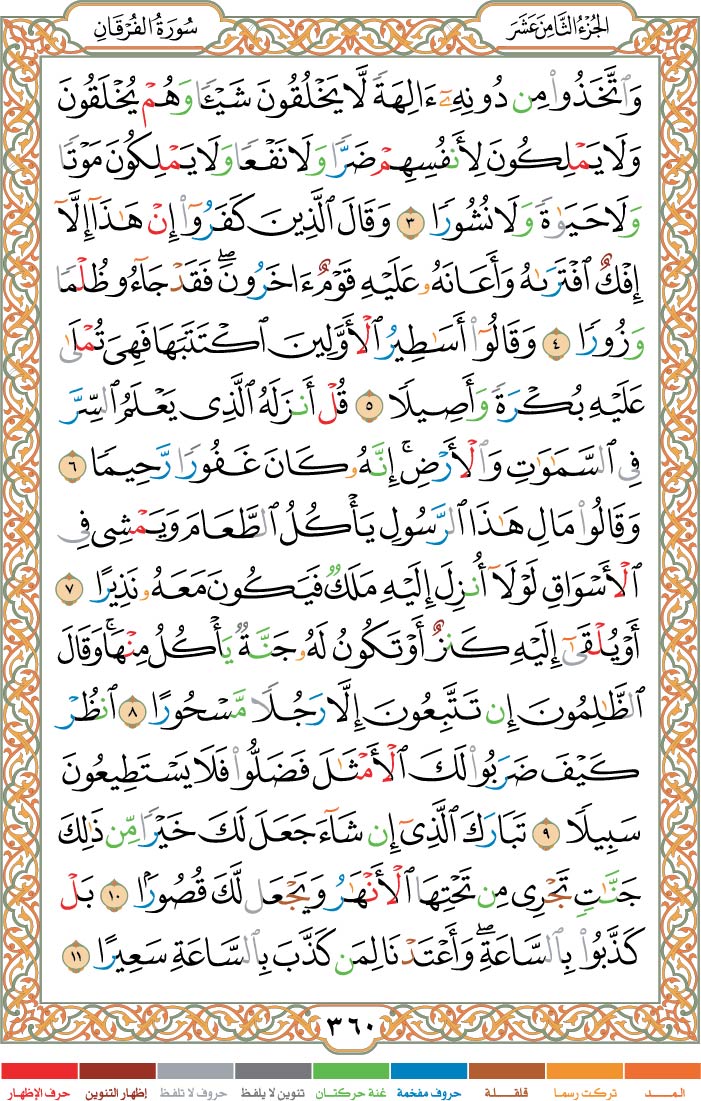 الجُزْءُ الثَّامِنَ عَشَرَ
سُورَةُ الفُرْقَانِ
وَٱتَّخَذُوا۟ مِن دُونِهِۦٓ ءَالِهَةً لَّا يَخْلُقُونَ شَيْـًٔا وَهُمْ يُخْلَقُونَ
وَلَا يَمْلِكُونَ لِأَنفُسِهِمْ ضَرًّا وَلَا نَفْعًا وَلَا يَمْلِكُونَ مَوْتًا
وَلَا حَيَوٰةً وَلَا نُشُورًا ٣ وَقَالَ ٱلَّذِينَ كَفَرُوٓا۟ إِنْ هَـٰذَآ إِلَّآ
إِفْكٌ ٱفْتَرَىٰهُ وَأَعَانَهُۥ عَلَيْهِ قَوْمٌ ءَاخَرُونَ ۖ فَقَدْ جَآءُو ظُلْمًا
وَزُورًا ٤ وَقَالُوٓا۟ أَسَـٰطِيرُ ٱلْأَوَّلِينَ ٱكْتَتَبَهَا فَهِىَ تُمْلَىٰ
عَلَيْهِ بُكْرَةً وَأَصِيلًا ٥ قُلْ أَنزَلَهُ ٱلَّذِى يَعْلَمُ ٱلسِّرَّ
فِى ٱلسَّمَـٰوَٰتِ وَٱلْأَرْضِ ۚ إِنَّهُۥ كَانَ غَفُورًا رَّحِيمًا ٦
وَقَالُوا۟ مَالِ هَـٰذَا ٱلرَّسُولِ يَأْكُلُ ٱلطَّعَامَ وَيَمْشِى فِى
ٱلْأَسْوَاقِ ۙ لَوْلَآ أُنزِلَ إِلَيْهِ مَلَكٌ فَيَكُونَ مَعَهُۥ نَذِيرًا ٧
أَوْ يُلْقَىٰٓ إِلَيْهِ كَنزٌ أَوْ تَكُونُ لَهُۥ جَنَّةٌ يَأْكُلُ مِنْهَا ۚ وَقَالَ
ٱلظَّـٰلِمُونَ إِن تَتَّبِعُونَ إِلَّا رَجُلًا مَّسْحُورًا ٨ ٱنظُرْ
كَيْفَ ضَرَبُوا۟ لَكَ ٱلْأَمْثَـٰلَ فَضَلُّوا۟ فَلَا يَسْتَطِيعُونَ
سَبِيلًا ٩ تَبَارَكَ ٱلَّذِىٓ إِن شَآءَ جَعَلَ لَكَ خَيْرًا مِّن ذَٰلِكَ
جَنَّـٰتٍ تَجْرِى مِن تَحْتِهَا ٱلْأَنْهَـٰرُ وَيَجْعَل لَّكَ قُصُورًۢا ١٠ بَلْ
كَذَّبُوا۟ بِٱلسَّاعَةِ ۖ وَأَعْتَدْنَا لِمَن كَذَّبَ بِٱلسَّاعَةِ سَعِيرًا ١١
٣٦٠
المـــد تركت رسما قلقـلـة حروف مفخمة غنة حركتان تنوين لا يلفظ حروف لا تلفظ إظهار التنوين حرف الإظهار